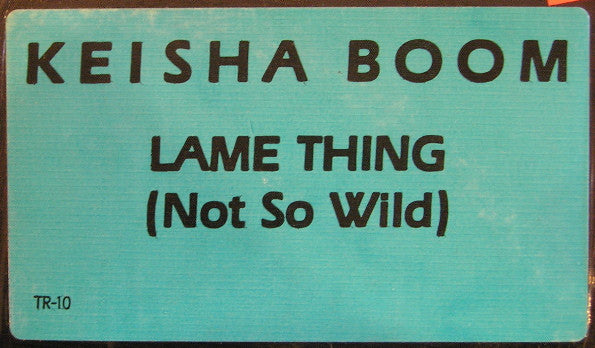 KEISHA BOOM
LAME THING
(Not So Wild)
TR-10